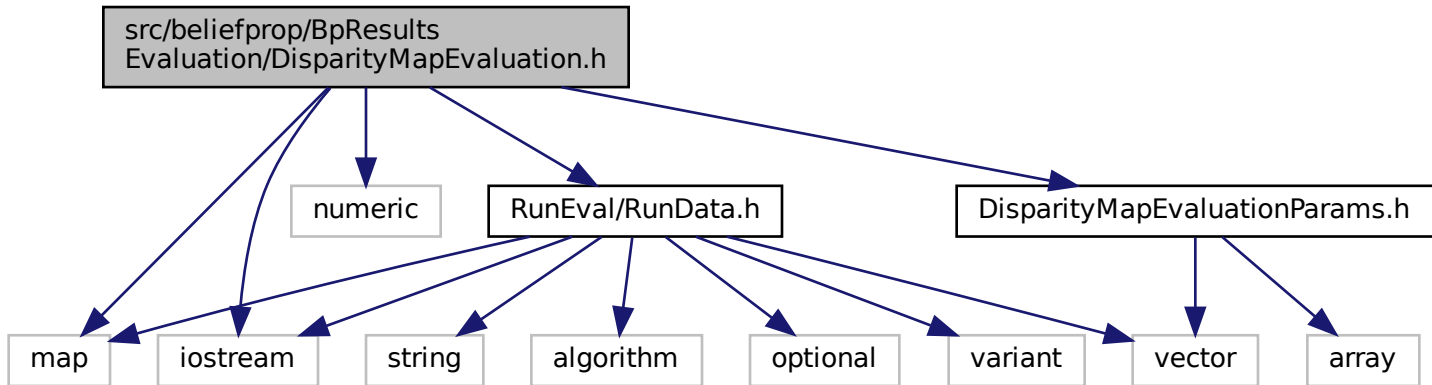 src/beliefprop/BpResults
Evaluation/DisparityMapEvaluation.h
numeric
RunEval/RunData.h
DisparityMapEvaluationParams.h
map
iostream
string
algorithm
optional
variant
vector
array